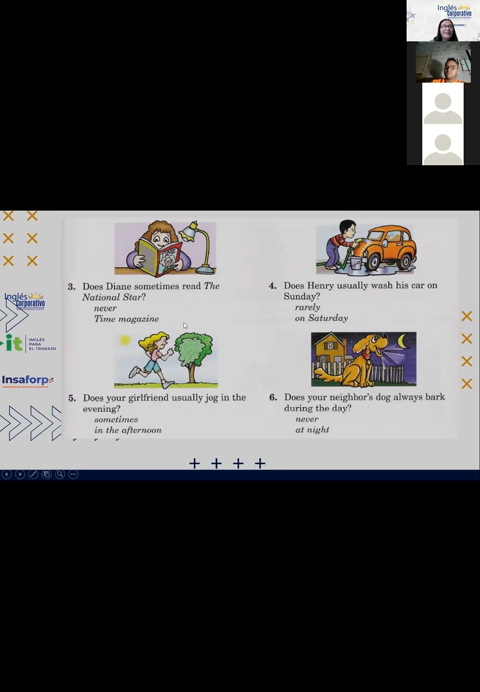 Inglés
Corporativo
3. Does Diane sometimes read The
National Star?
never
Time magazine
4. Does Henry usually wash his car on
Sunday?
rarely
on Saturday
Inglés
Corporativo
it
INGLÉS
PARA
EL TRABAJO
Insaforp
5. Does your girlfriend usually jog in the
evening?
sometimes
in the afternoon
6. Does your neighbor's dog always bark
during the day?
never
at night